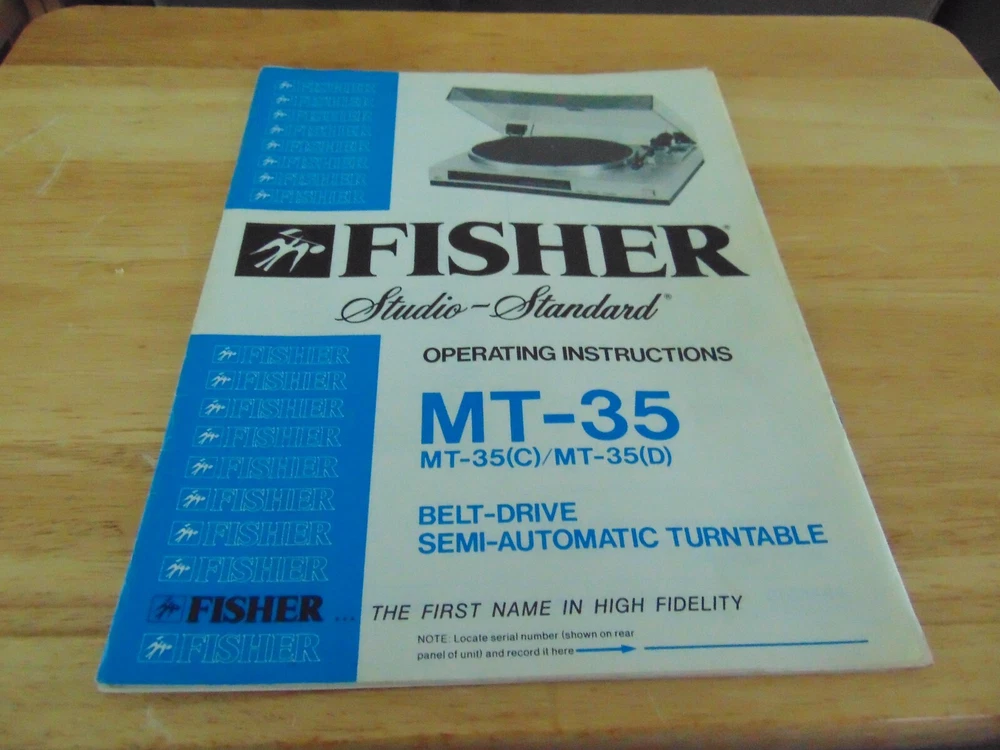 FISHER
FISHER
FISHER
FISHER
FISHER
FISHER
FISHER
FISHER
FISHER®
Studio-Standard®
OPERATING INSTRUCTIONS
MT-35
MT-35(C)/MT-35(D)
BELT-DRIVE
SEMI-AUTOMATIC TURNTABLE
FISHER
FISHER
FISHER
FISHER
FISHER
FISHER
FISHER
FISHER
FISHER... THE FIRST NAME IN HIGH FIDELITY
FISHER
NOTE: Locate serial number (shown on rear
panel of unit) and record it here